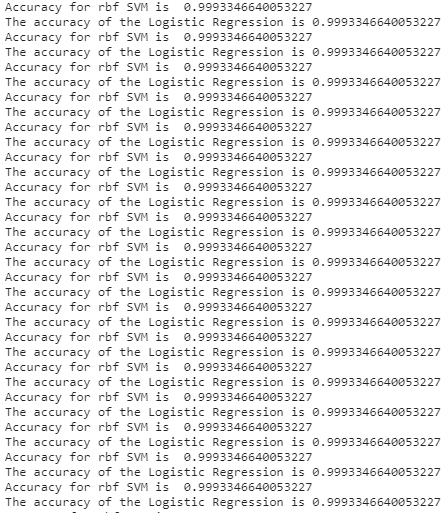 Accuracy for rbf SVM is  0.9993346640053227
The accuracy of the Logistic Regression is 0.9993346640053227
Accuracy for rbf SVM is  0.9993346640053227
The accuracy of the Logistic Regression is 0.9993346640053227
Accuracy for rbf SVM is  0.9993346640053227
The accuracy of the Logistic Regression is 0.9993346640053227
Accuracy for rbf SVM is  0.9993346640053227
The accuracy of the Logistic Regression is 0.9993346640053227
Accuracy for rbf SVM is  0.9993346640053227
The accuracy of the Logistic Regression is 0.9993346640053227
Accuracy for rbf SVM is  0.9993346640053227
The accuracy of the Logistic Regression is 0.9993346640053227
Accuracy for rbf SVM is  0.9993346640053227
The accuracy of the Logistic Regression is 0.9993346640053227
Accuracy for rbf SVM is  0.9993346640053227
The accuracy of the Logistic Regression is 0.9993346640053227
Accuracy for rbf SVM is  0.9993346640053227
The accuracy of the Logistic Regression is 0.9993346640053227
Accuracy for rbf SVM is  0.9993346640053227
The accuracy of the Logistic Regression is 0.9993346640053227
Accuracy for rbf SVM is  0.9993346640053227
The accuracy of the Logistic Regression is 0.9993346640053227
Accuracy for rbf SVM is  0.9993346640053227
The accuracy of the Logistic Regression is 0.9993346640053227
Accuracy for rbf SVM is  0.9993346640053227
The accuracy of the Logistic Regression is 0.9993346640053227
Accuracy for rbf SVM is  0.9993346640053227
The accuracy of the Logistic Regression is 0.9993346640053227
Accuracy for rbf SVM is  0.9993346640053227
The accuracy of the Logistic Regression is 0.9993346640053227
Accuracy for rbf SVM is  0.9993346640053227
The accuracy of the Logistic Regression is 0.9993346640053227
Accuracy for rbf SVM is  0.9993346640053227
The accuracy of the Logistic Regression is 0.9993346640053227